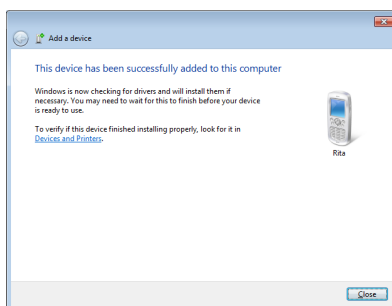 Add a device
This device has been successfully added to this computer
Windows is now checking for drivers and will install them if
necessary. You may need to wait for this to finish before your device
is ready to use.
To verify if this device finished installing properly, look for it in
Devices and Printers.
Rita
Close